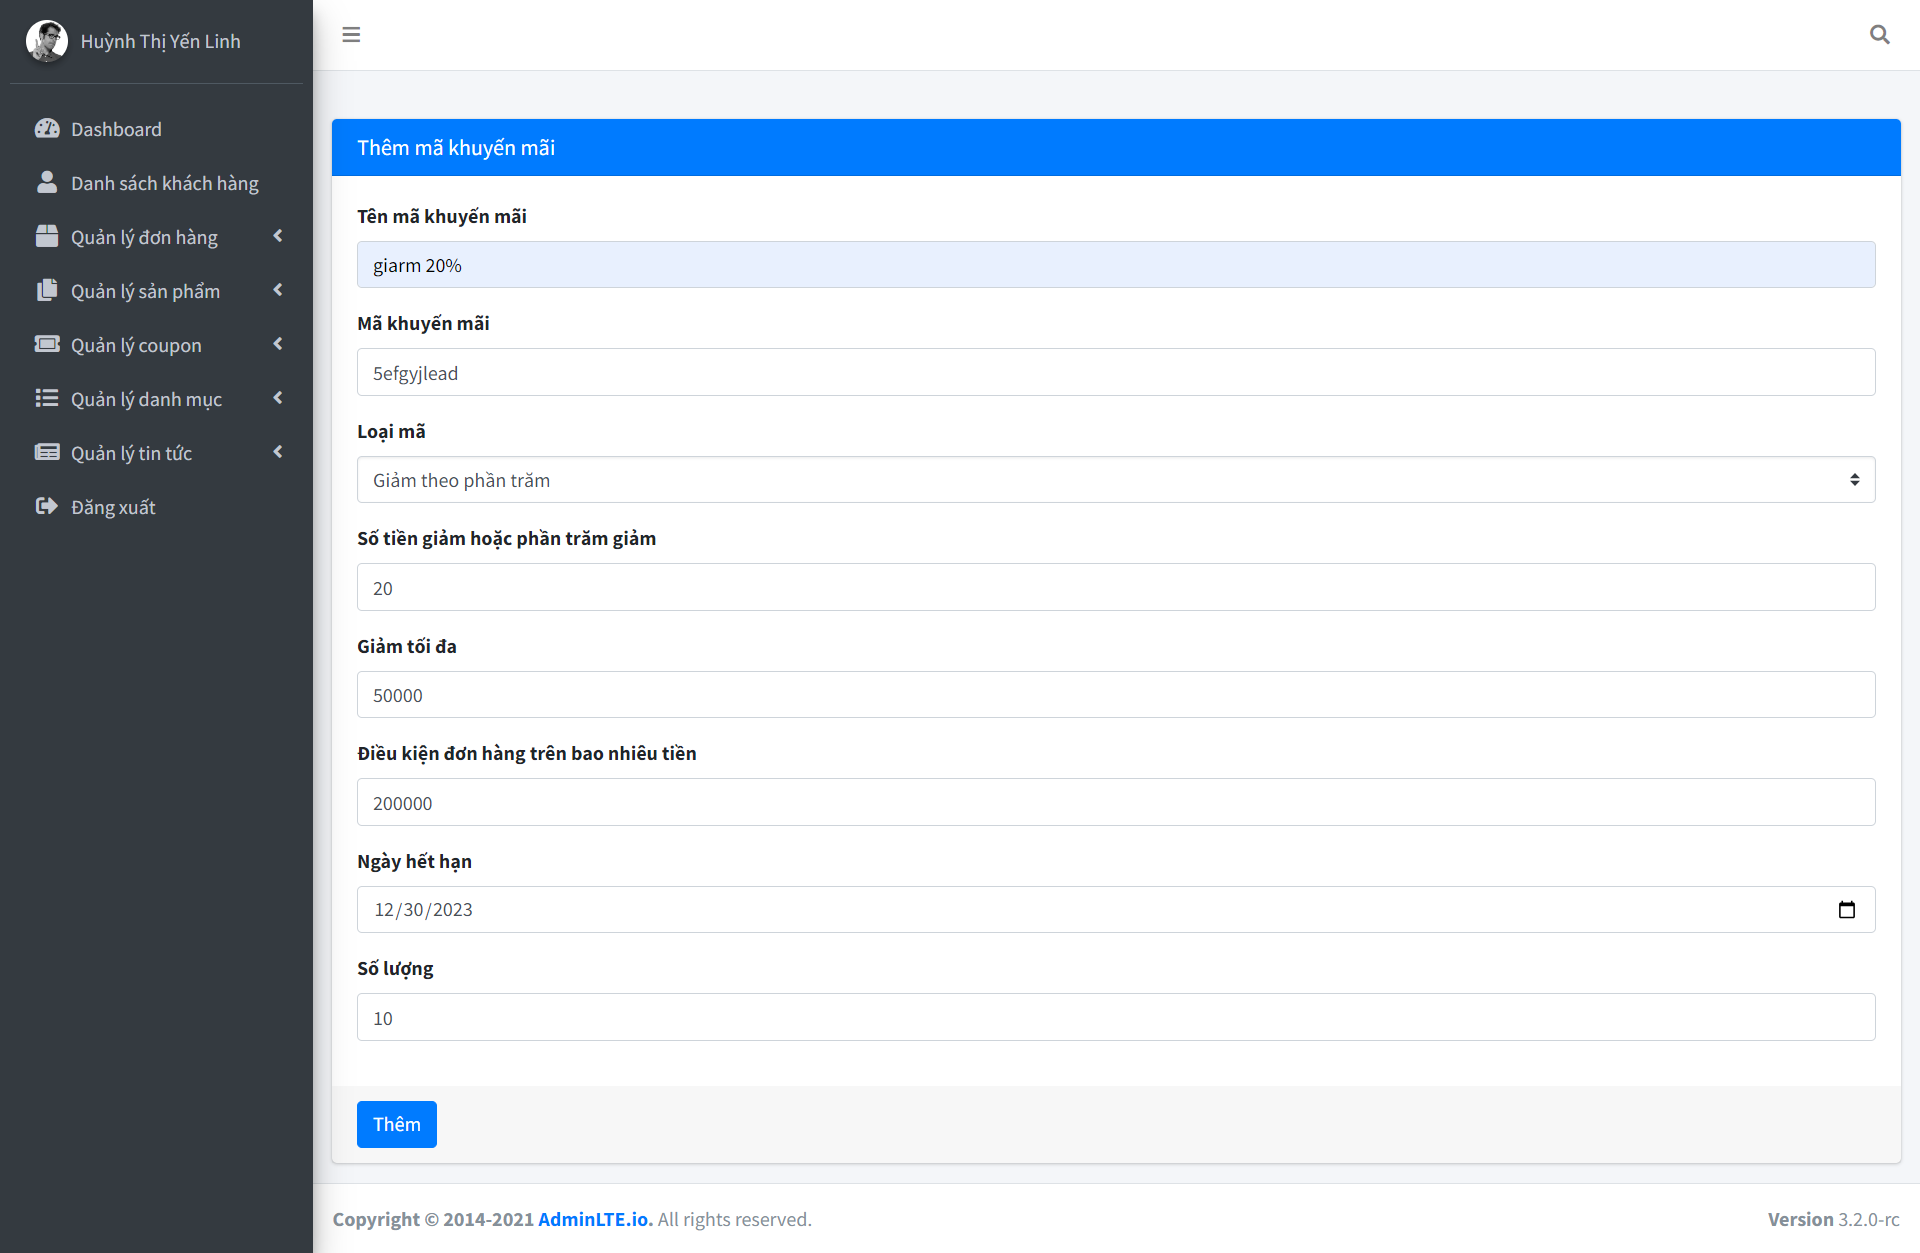 Huỳnh Thị Yến Linh
Dashboard
Danh sách khách hàng
Quản lý đơn hàng
Quản lý sản phẩm
Quản lý coupon
Quản lý danh mục
Quản lý tin tức
Đăng xuất
Thêm mã khuyến mãi
Tên mã khuyến mãi
giarm 20%
Mã khuyến mãi
5efgyjlead
Loại mã
Giảm theo phần trăm
Số tiền giảm hoặc phần trăm giảm
20
Giảm tối đa
50000
Điều kiện đơn hàng trên bao nhiêu tiền
200000
Ngày hết hạn
12/30/2023
Số lượng
10
Thêm
Copyright © 2014-2021 AdminLTE.io. All rights reserved.
Version 3.2.0-rc